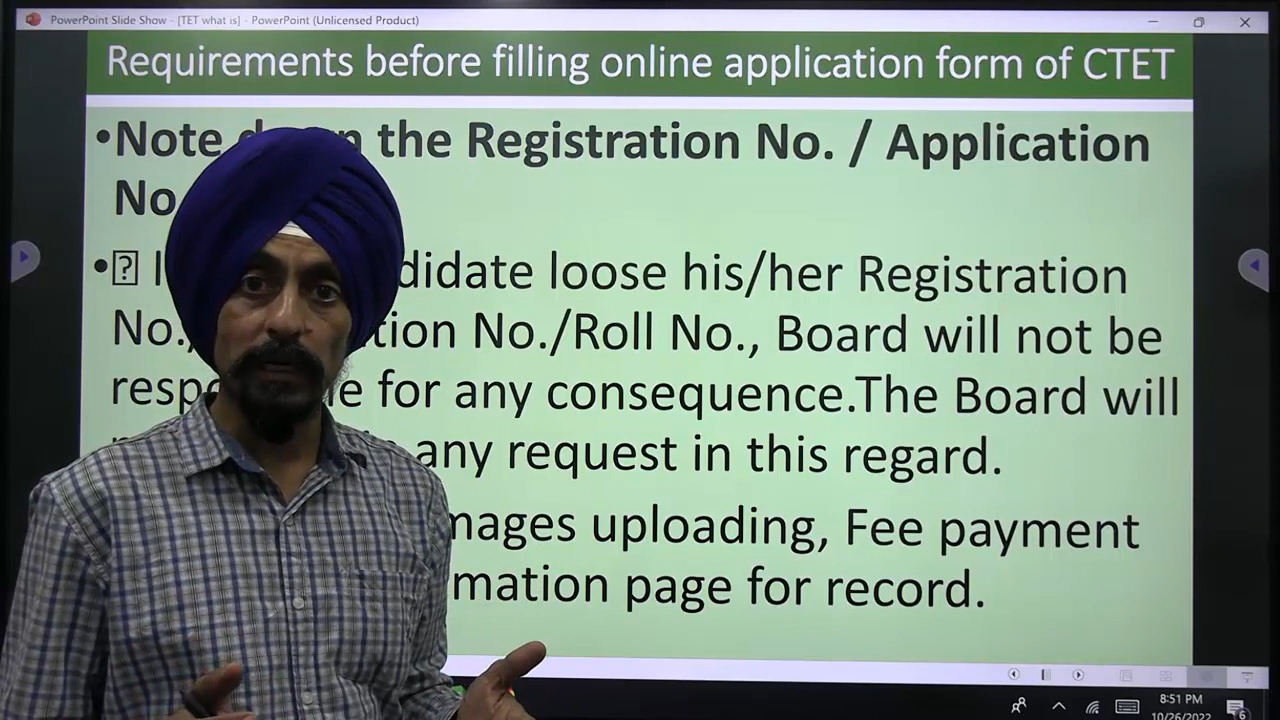 PowerPoint Slide Show - [TET what is] - PowerPoint (Unlicensed Product)
Requirements before filling online application form of CTET
•Note the Registration No. / Application
No
• didate loose his/her Registration
No./ tion No./Roll No., Board will not be
resp e for any consequence.The Board will
any request in this regard.
mages uploading, Fee payment
mation page for record.
8:51 PM
10/26/2022